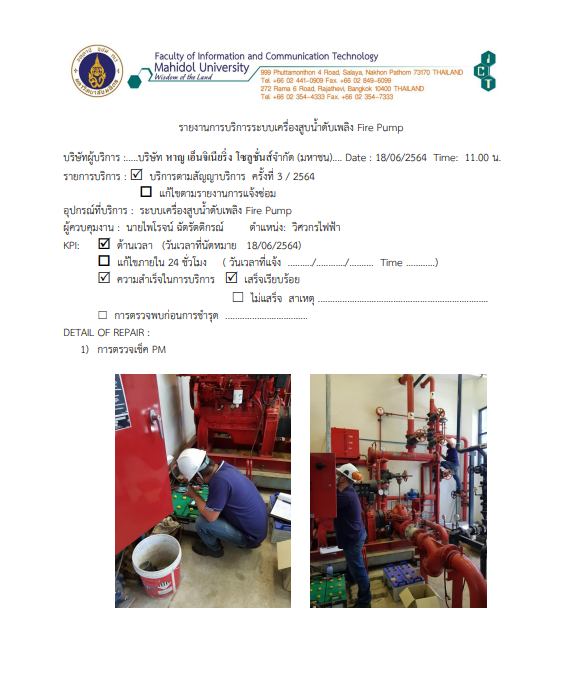 Faculty of Information and Communication Technology
Mahidol University
Wisdom of the Land
999 Phuttamonthon 4 Road, Salaya, Nakhon Pathom 73170 THAILAND
Tel. +66 02 441-0909 Fax. +66 02 849-6099
272 Rama 6 Road, Rajathevi, Bangkok 10400 THAILAND
Tel. +66 02 354-4333 Fax. +66 02 354-7333
ICT
รายงานการบริการระบบเครื่องสูบน้ำดับเพลิง Fire Pump
บริษัทผู้บริการ :.....บริษัท หาญ เอ็นจิเนียริ่ง โซลูชั่นส์จำกัด (มหาชน).... Date : 18/06/2564 Time: 11.00 น.
รายการบริการ : ☑ บริการตามสัญญาบริการ ครั้งที่ 3 / 2564
☐ แก้ไขตามรายงานการแจ้งซ่อม
อุปกรณ์ที่บริการ : ระบบเครื่องสูบน้ำดับเพลิง Fire Pump
ผู้ควบคุมงาน : นายไพโรจน์ ฉัตรัตติกรณ์ ตำแหน่ง: วิศวกรไฟฟ้า
KPI: ☑ ด้านเวลา (วันเวลาที่นัดหมาย 18/06/2564)
☐ แก้ไขภายใน 24 ชั่วโมง ( วันเวลาที่แจ้ง ........../.........../......... Time ............)
☑ ความสำเร็จในการบริการ ☑ เสร็จเรียบร้อย
☐ ไม่เสร็จ สาเหตุ ................................................................
☐ การตรวจพบก่อนการชำรุด ...............................
DETAIL OF REPAIR :
1) การตรวจเช็ค PM